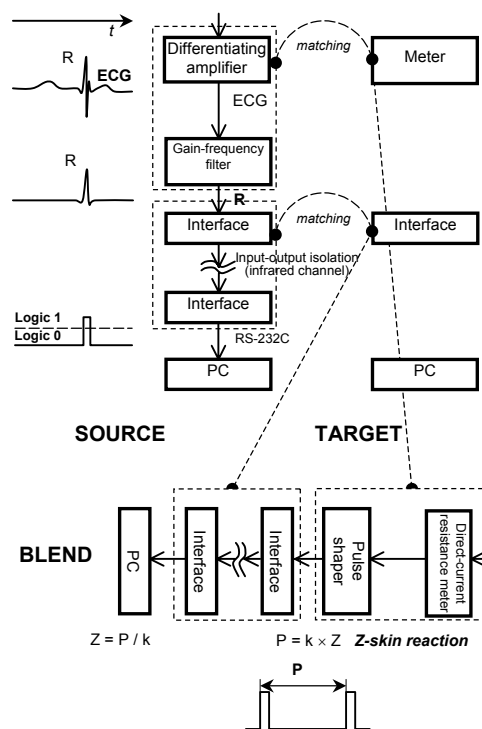 t
Differentiating
amplifier
matching
Meter
R
ECG
ECG
Gain-frequency
filter
R
R
Interface
matching
Interface
Input-output isolation
(infrared channel)
Interface
Logic 1
Logic 0
RS-232C
PC
PC
SOURCE
TARGET
BLEND
PC
Interface
Interface
Pulse
shaper
Direct-current
resistance meter
Z = P / k
P = k × Z
Z-skin reaction
P